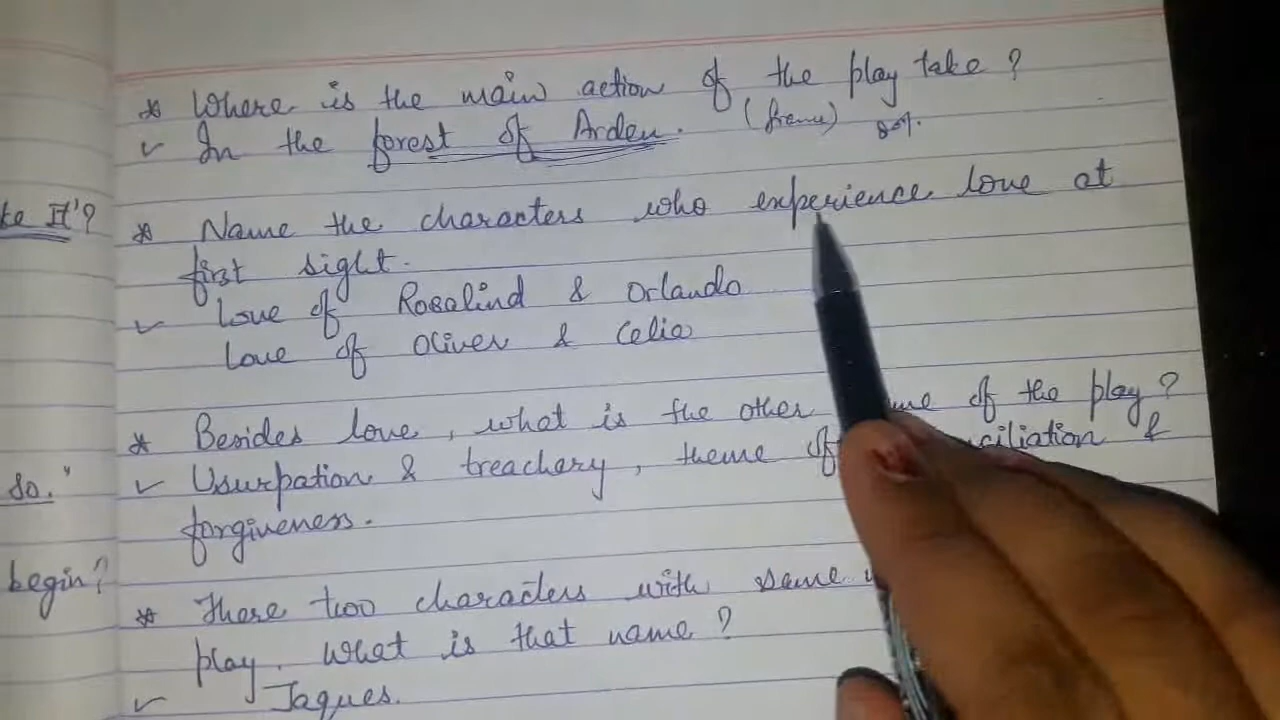 * Where is the main action of the play take ?
✓ In the forest of Arden. (frame)
ke It'?
* Name the characters who experience love at
first sight.
✓ Love of Rosalind & Orlando
Love of Oliver & Celia
* Besides love, what is the other of the play ?
so."
✓ Usurpation & treachery, theme of &
forgiveness.
begin?
* There two characters with same
play. What is that name ?
✓ Jaques.